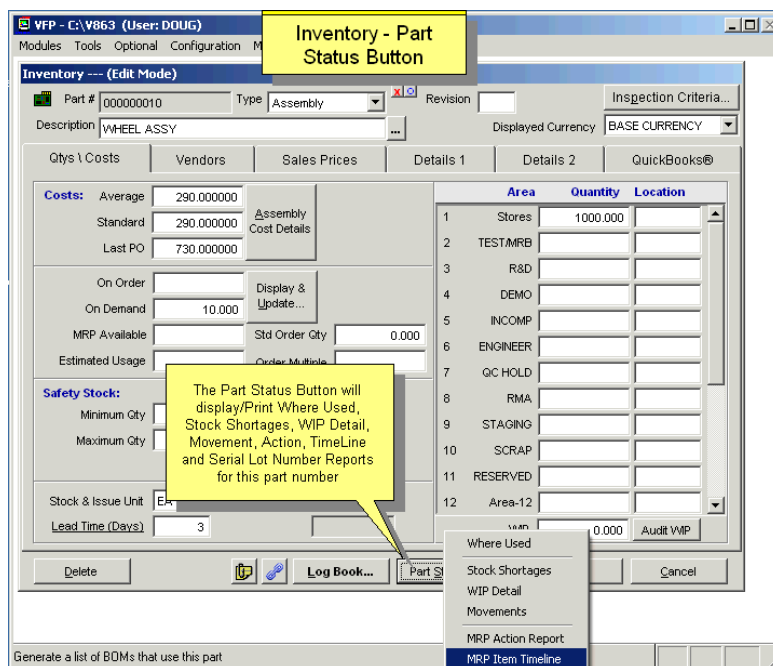 VFP - C:\V863 (User: DOUG)
Inventory - Part
Status Button
Modules Tools Optional Configuration M
Inventory --- (Edit Mode)
Part # 000000010 Type Assembly Revision Inspection Criteria...
Description WHEEL ASSY ... Displayed Currency BASE CURRENCY
Qtys \ Costs Vendors Sales Prices Details 1 Details 2 QuickBooks®
Costs: Average 290.000000
Standard 290.000000
Last PO 730.000000
Assembly
Cost Details
On Order
On Demand 10.000
Display &
Update...
MRP Available Std Order Qty 0.000
Estimated Usage Order Multiple
Safety Stock:
Minimum Qty
Maximum Qty
The Part Status Button will
display/Print Where Used,
Stock Shortages, WIP Detail,
Movement, Action, TimeLine
and Serial Lot Number Reports
for this part number
Stock & Issue Unit EA
Lead Time (Days) 3
Area Quantity Location
1 Stores 1000.000
2 TEST/MRB
3 R&D
4 DEMO
5 INCOMP
6 ENGINEER
7 QC HOLD
8 RMA
9 STAGING
10 SCRAP
11 RESERVED
12 Area-12
WIP 0.000 Audit WIP
Delete Log Book... Part S Cancel
Where Used
Stock Shortages
WIP Detail
Movements
MRP Action Report
MRP Item Timeline
Generate a list of BOMs that use this part